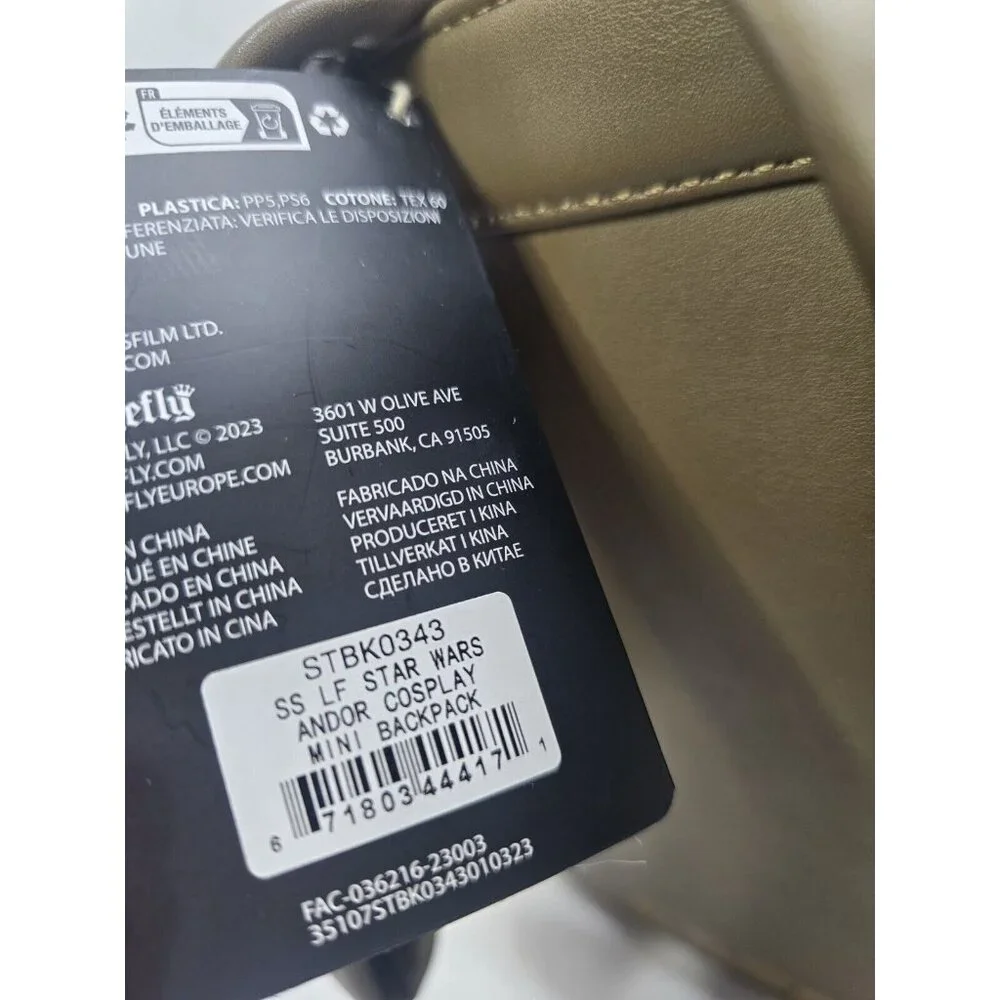 FR
ÉLÉMENTS
D'EMBALLAGE
PLASTICA: PP5,PS6 COTONE: TEX 60
FERENZIATA: VERIFICA LE DISPOSIZIONI
UNE
SFILM LTD.
COM
efly
LY, LLC © 2023
FLY.COM
FLYEUROPE.COM
3601 W OLIVE AVE
SUITE 500
BURBANK, CA 91505
N CHINA
UÉ EN CHINE
CADO EN CHINA
ESTELLT IN CHINA
RICATO IN CINA
FABRICADO NA CHINA
VERVAARDIGD IN CHINA
PRODUCERET I KINA
TILLVERKAT I KINA
СДЕЛАНО В КИТАЕ
STBK0343
SS LF STAR WARS
ANDOR COSPLAY
MINI BACKPACK
6 71803 44417 1
FAC-036216-23003
35107STBK0343010323